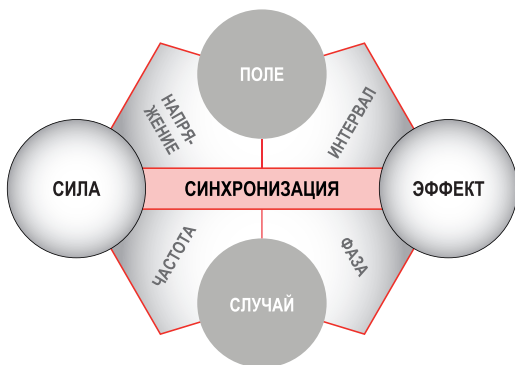 ПОЛЕ
НАПРЯ-
ЖЕНИЕ
ИНТЕРВАЛ
СИЛА
СИНХРОНИЗАЦИЯ
ЭФФЕКТ
ЧАСТОТА
ФАЗА
СЛУЧАЙ